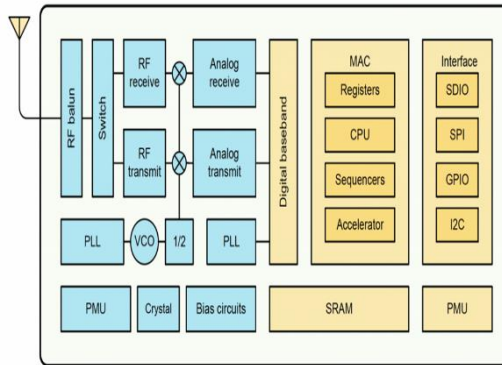 RF balun
Switch
RF
receive
Analog
receive
RF
transmit
Analog
transmit
PLL
VCO
1/2
PLL
Digital baseband
MAC
Registers
CPU
Sequencers
Accelerator
Interface
SDIO
SPI
GPIO
I2C
PMU
Crystal
Bias circuits
SRAM
PMU